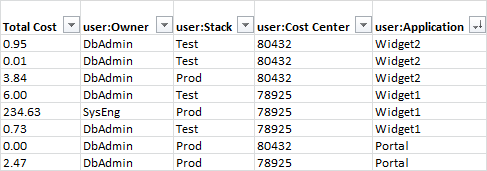 Total Cost user:Owner user:Stack user:Cost Center user:Application
0.95 DbAdmin Test 80432 Widget2
0.01 DbAdmin Test 80432 Widget2
3.84 DbAdmin Prod 80432 Widget2
6.00 DbAdmin Test 78925 Widget1
234.63 SysEng Prod 78925 Widget1
0.73 DbAdmin Test 78925 Widget1
0.00 DbAdmin Prod 80432 Portal
2.47 DbAdmin Prod 78925 Portal